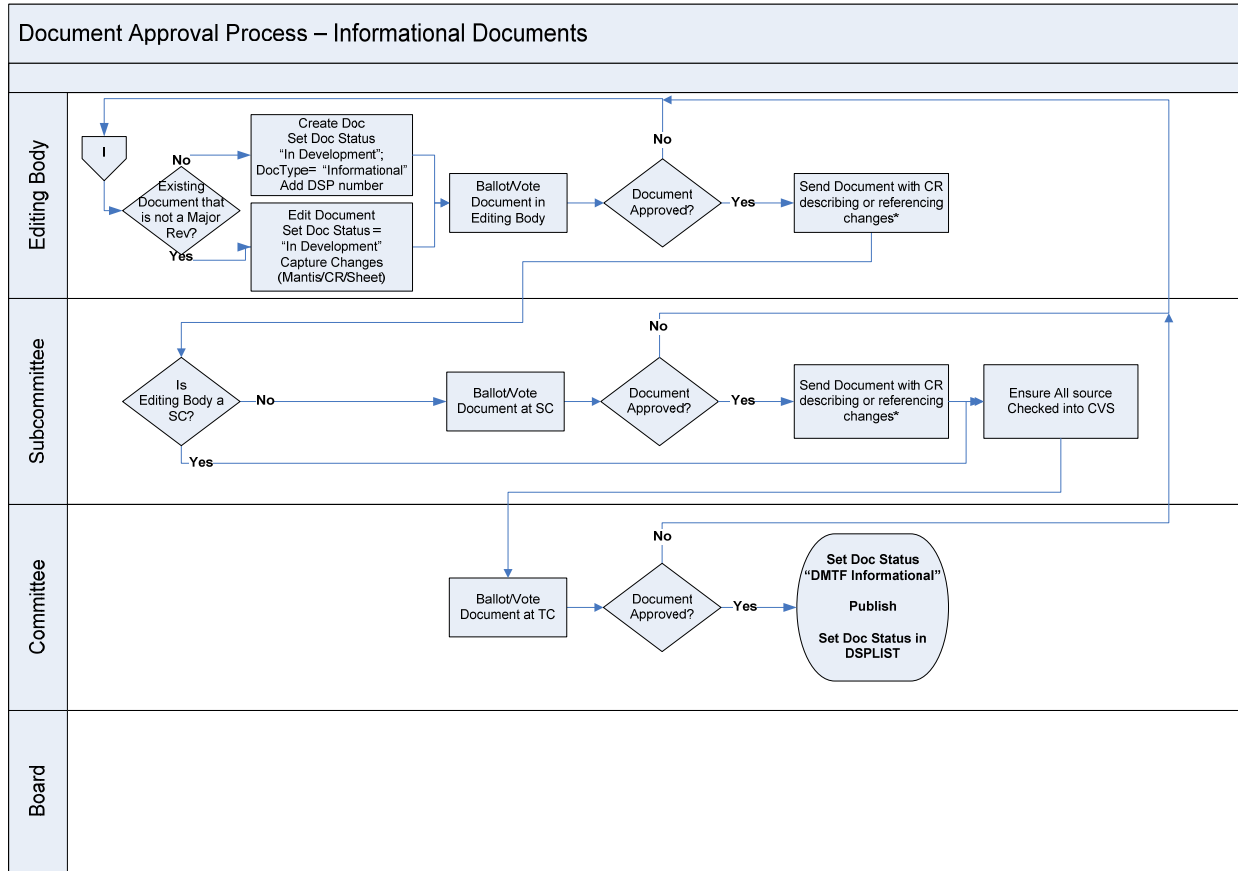 Document Approval Process – Informational Documents
Editing Body
I
Existing
Document that
is not a Major
Rev?
No
Yes
Create Doc
Set Doc Status
“In Development”;
DocType= “Informational”
Add DSP number
Edit Document
Set Doc Status =
“In Development”
Capture Changes
(Mantis/CR/Sheet)
Ballot/Vote
Document in
Editing Body
No
Document
Approved?
Yes
Send Document with CR
describing or referencing
changes*
Subcommittee
Is
Editing Body a
SC?
No
Yes
Ballot/Vote
Document at SC
No
Document
Approved?
Yes
Send Document with CR
describing or referencing
changes*
Ensure All source
Checked into CVS
Committee
Ballot/Vote
Document at TC
No
Document
Approved?
Yes
Set Doc Status
“DMTF Informational”
Publish
Set Doc Status in
DSPLIST
Board